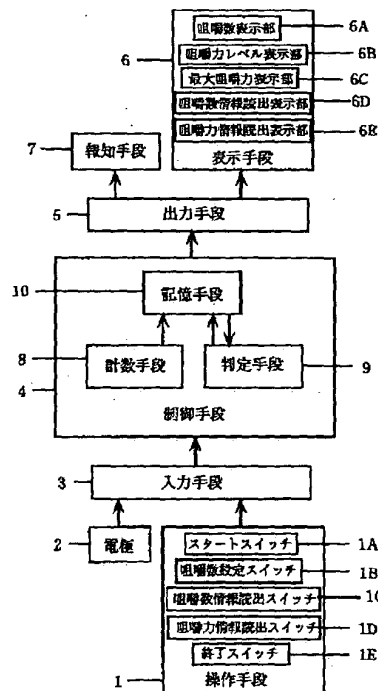 咀嚼数表示部 6A
6 咀嚼力レベル表示部 6B
最大咀嚼力表示部 6C
咀嚼数情報読出表示部 6D
咀嚼力情報読出表示部 6E
7 報知手段 表示手段
5 出力手段
10 記憶手段
8 計数手段 判定手段 9
4 制御手段
3 入力手段
2 電極 スタートスイッチ 1A
咀嚼数設定スイッチ 1B
咀嚼数情報読出スイッチ 1C
咀嚼力情報読出スイッチ 1D
終了スイッチ 1E
1 操作手段